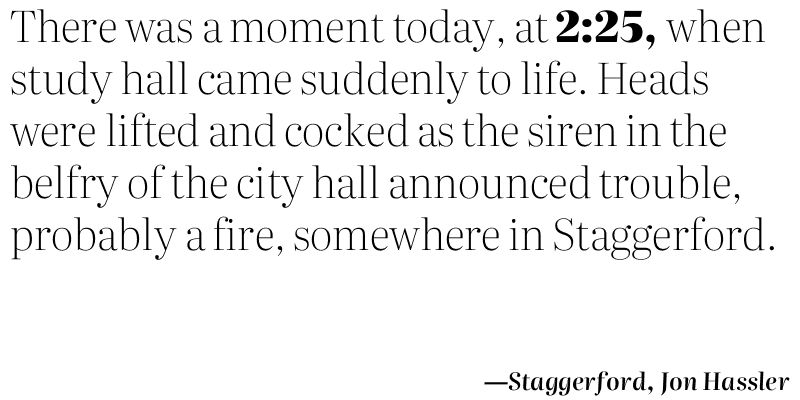 There was a moment today, at 2:25, when
study hall came suddenly to life. Heads
were lifted and cocked as the siren in the
belfry of the city hall announced trouble,
probably a fire, somewhere in Staggerford.
—Staggerford, Jon Hassler